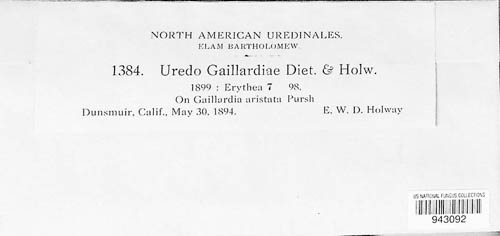 NORTH AMERICAN UREDINALES.
ELAM BARTHOLOMEW.
1384. Uredo Gaillardiae Diet. & Holw.
1899 : Erythea 7 98.
On Gaillardia aristata Pursh
Dunsmuir, Calif., May 30, 1894. E. W. D. Holway
US NATIONAL FUNGUS COLLECTIONS
943092